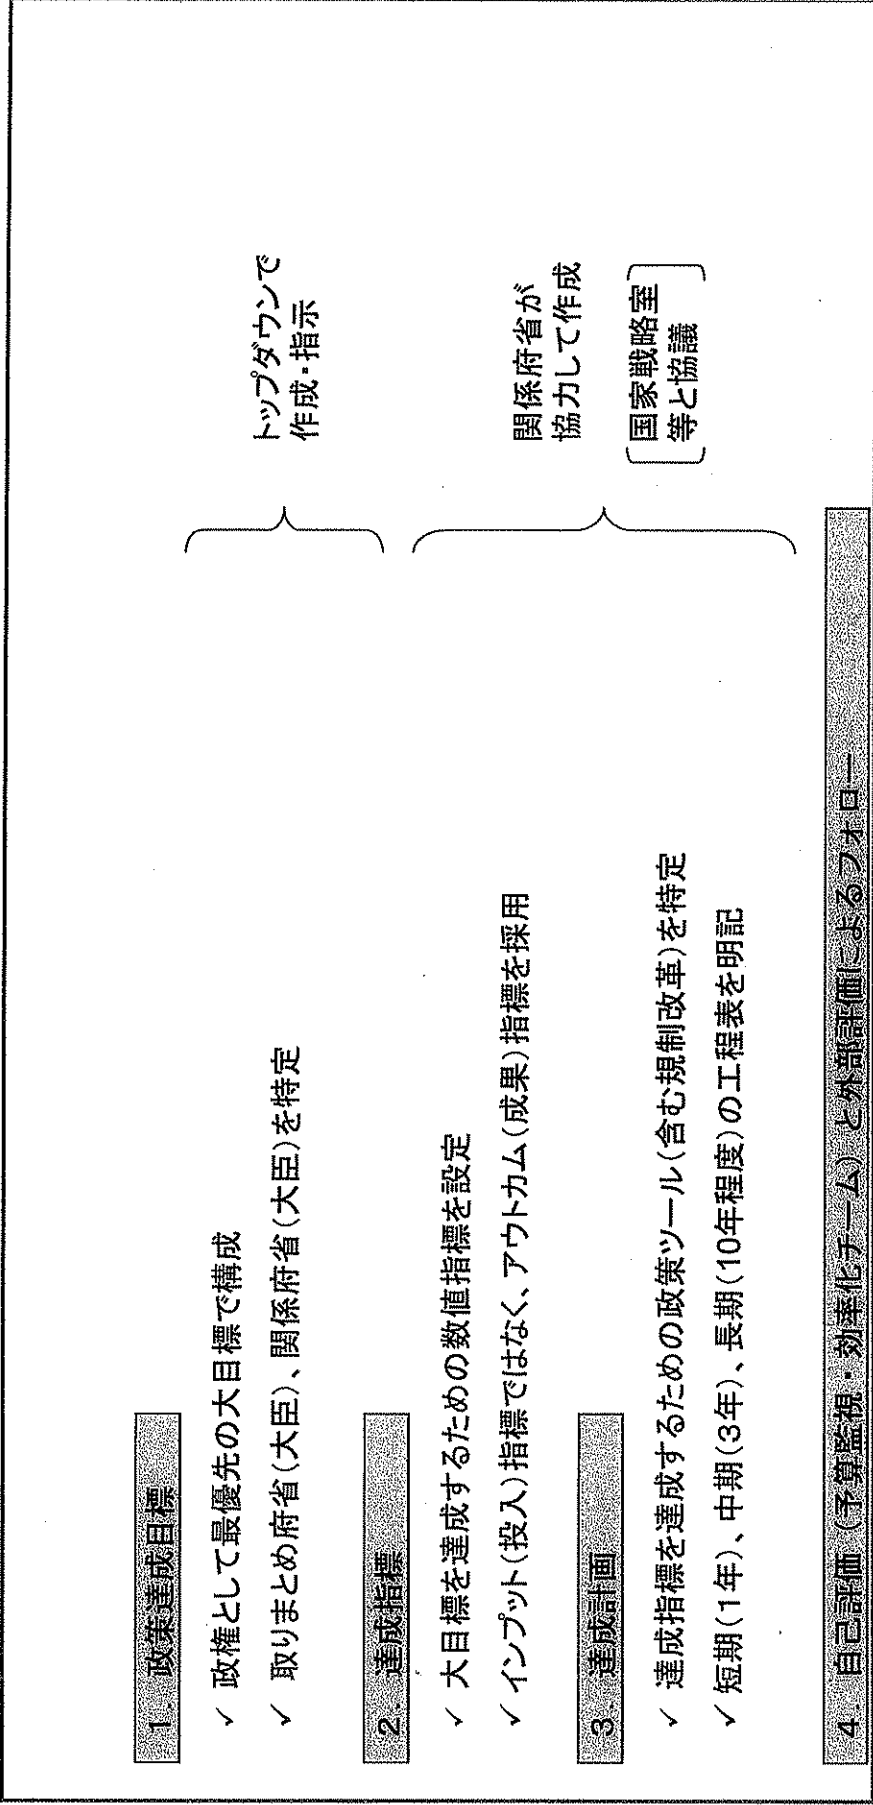 1. 政策達成目標
✓ 政権として最優先の大目標で構成
✓ 取りまとめ府省(大臣)、関係府省(大臣)を特定
トップダウンで
作成・指示
2. 達成指標
✓ 大目標を達成するための数値指標を設定
✓ インプット(投入)指標ではなく、アウトカム(成果)指標を採用
3. 達成計画
✓ 達成指標を達成するための政策ツール(含む規制改革)を特定
✓ 短期(1年)、中期(3年)、長期(10年程度)の工程表を明記
関係府省が
協力して作成
国家戦略室
等と協議
4. 自己評価(予算監視・効率化チーム)と外部評価によるフォロー